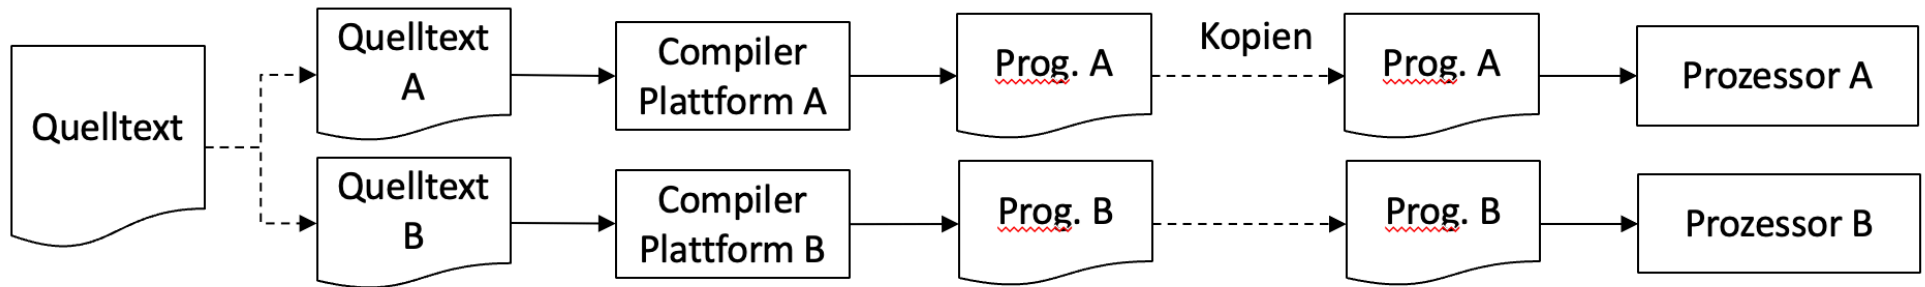 Quelltext
Quelltext
A
Compiler
Plattform A
Prog. A
Kopien
Prog. A
Prozessor A
Quelltext
B
Compiler
Plattform B
Prog. B
Prog. B
Prozessor B